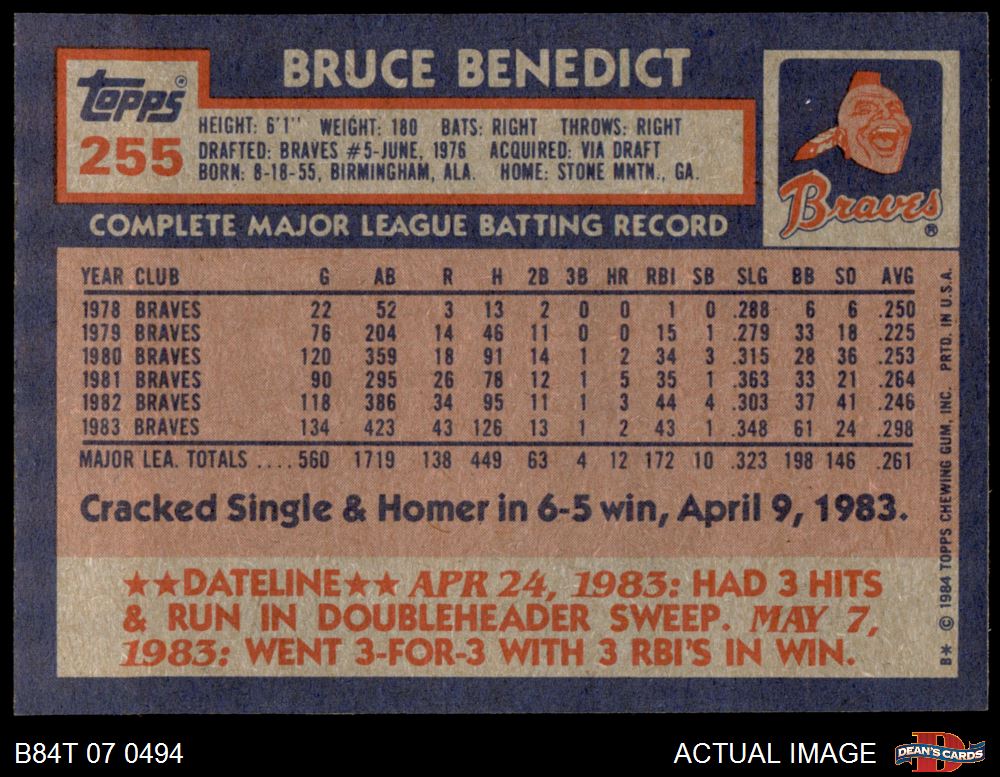 BRUCE BENEDICT
Topps®
255
HEIGHT: 6'1" WEIGHT: 180 BATS: RIGHT THROWS: RIGHT
DRAFTED: BRAVES #5-JUNE, 1976 ACQUIRED: VIA DRAFT
BORN: 8-18-55, BIRMINGHAM, ALA. HOME: STONE MNTN., GA.
Braves®
COMPLETE MAJOR LEAGUE BATTING RECORD
YEAR CLUB G AB R H 2B 3B HR RBI SB SLG BB SO AVG
1978 BRAVES 22 52 3 13 2 0 0 1 0 .288 6 6 .250
1979 BRAVES 76 204 14 46 11 0 0 15 1 .279 33 18 .225
1980 BRAVES 120 359 18 91 14 1 2 34 3 .315 28 36 .253
1981 BRAVES 90 295 26 78 12 1 5 35 1 .363 33 21 .264
1982 BRAVES 118 386 34 95 11 1 3 44 4 .303 37 41 .246
1983 BRAVES 134 423 43 126 13 1 2 43 1 .348 61 24 .298
MAJOR LEA. TOTALS .... 560 1719 138 449 63 4 12 172 10 .323 198 146 .261
Cracked Single & Homer in 6-5 win, April 9, 1983.
★★DATELINE★★ APR 24, 1983: HAD 3 HITS
& RUN IN DOUBLEHEADER SWEEP. MAY 7,
1983: WENT 3-FOR-3 WITH 3 RBI'S IN WIN.
B* © 1984 TOPPS CHEWING GUM, INC. PRTD. IN U.S.A.
B84T 07 0494
ACTUAL IMAGE
D
DEAN'S CARDS